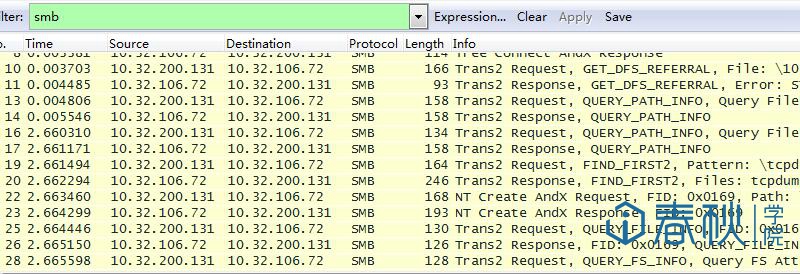 ilter: smb Expression... Clear Apply Save
o. Time Source Destination Protocol Length Info
8 0.003581 10.32.106.72 10.32.200.131 SMB 114 Tree Connect AndX Response
10 0.003703 10.32.200.131 10.32.106.72 SMB 166 Trans2 Request, GET_DFS_REFERRAL, File: \10
11 0.004485 10.32.106.72 10.32.200.131 SMB 93 Trans2 Response, GET_DFS_REFERRAL, Error: S
13 0.004806 10.32.200.131 10.32.106.72 SMB 158 Trans2 Request, QUERY_PATH_INFO, Query File
14 0.005546 10.32.106.72 10.32.200.131 SMB 158 Trans2 Response, QUERY_PATH_INFO
16 2.660310 10.32.200.131 10.32.106.72 SMB 134 Trans2 Request, QUERY_PATH_INFO, Query File
17 2.661171 10.32.106.72 10.32.200.131 SMB 158 Trans2 Response, QUERY_PATH_INFO
19 2.661494 10.32.200.131 10.32.106.72 SMB 164 Trans2 Request, FIND_FIRST2, Pattern: \tcpd
20 2.662294 10.32.106.72 10.32.200.131 SMB 246 Trans2 Response, FIND_FIRST2, Files: tcpdum
22 2.663460 10.32.200.131 10.32.106.72 SMB 168 NT Create AndX Request, FID: 0x0169, Path:
23 2.664299 10.32.106.72 10.32.200.131 SMB 193 NT Create AndX Response, FID: 0x0169
24 2.664446 10.32.200.131 10.32.106.72 SMB 130 Trans2 Request, QUERY_FILE_INFO, FID: 0x0
26 2.665150 10.32.106.72 10.32.200.131 SMB 126 Trans2 Response, FID: 0x0169, QUERY_FILE_IN
28 2.665598 10.32.200.131 10.32.106.72 SMB 128 Trans2 Request, QUERY_FS_INFO, Query FS Att
春秋 学院